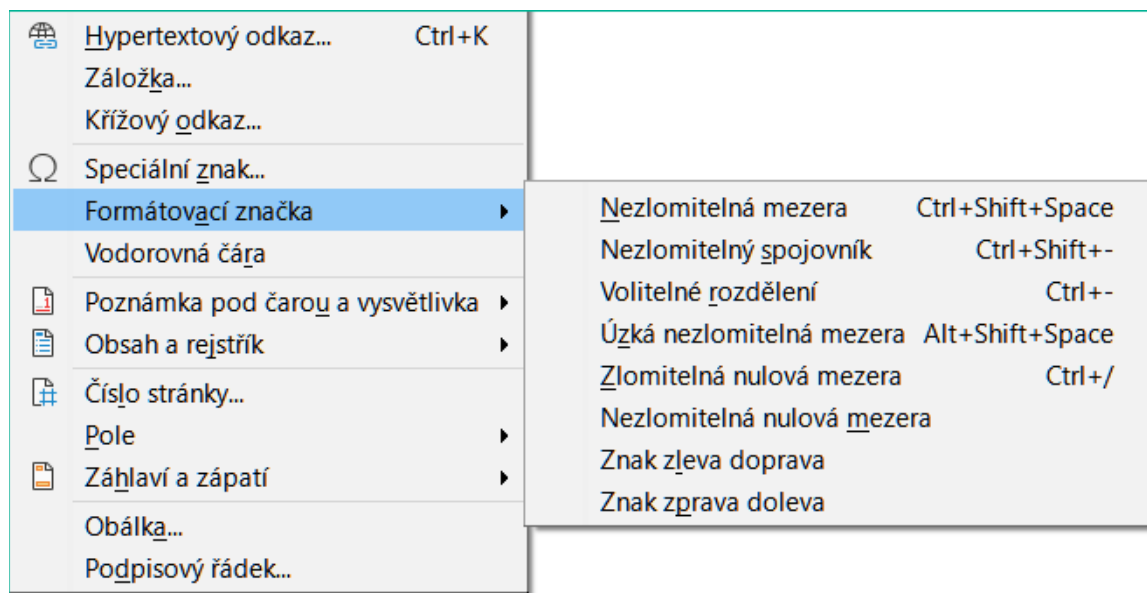 Hypertextový odkaz... Ctrl+K
Záložka...
Křížový odkaz...
Speciální znak...
Formátovací značka
Vodorovná čára
Poznámka pod čarou a vysvětlivka
Obsah a rejstřík
Číslo stránky...
Pole
Záhlaví a zápatí
Obálka...
Podpisový řádek...
Nezlomitelná mezera Ctrl+Shift+Space
Nezlomitelný spojovník Ctrl+Shift+-
Volitelné rozdělení Ctrl+-
Úzká nezlomitelná mezera Alt+Shift+Space
Zlomitelná nulová mezera Ctrl+/
Nezlomitelná nulová mezera
Znak zleva doprava
Znak zprava doleva